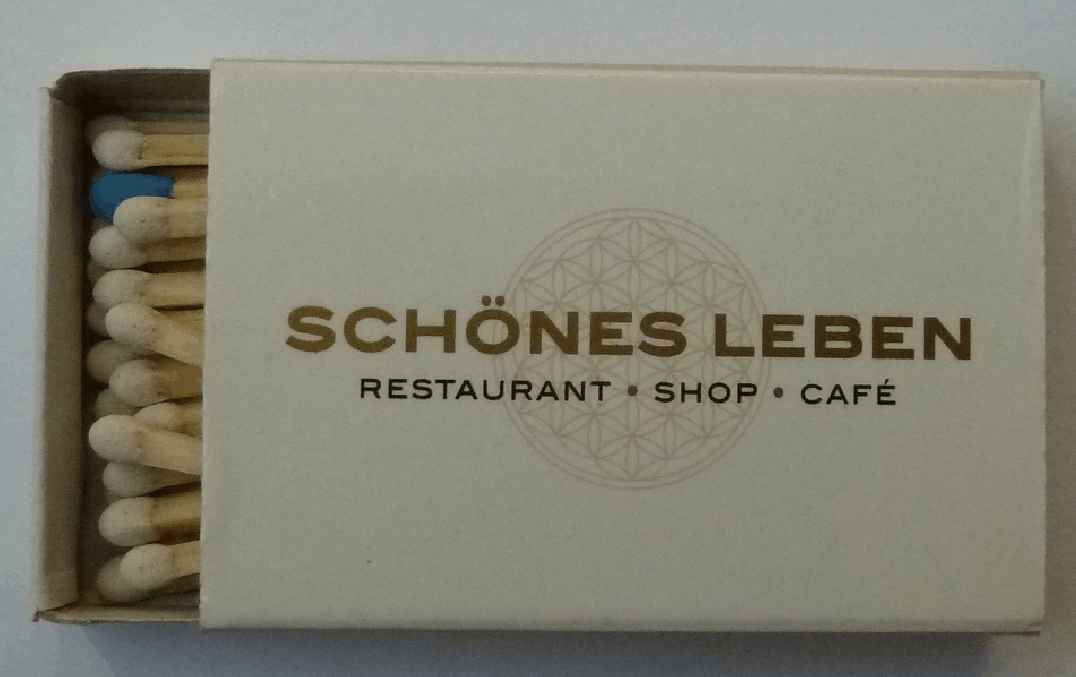 SCHÖNES LEBEN
RESTAURANT • SHOP • CAFÉ